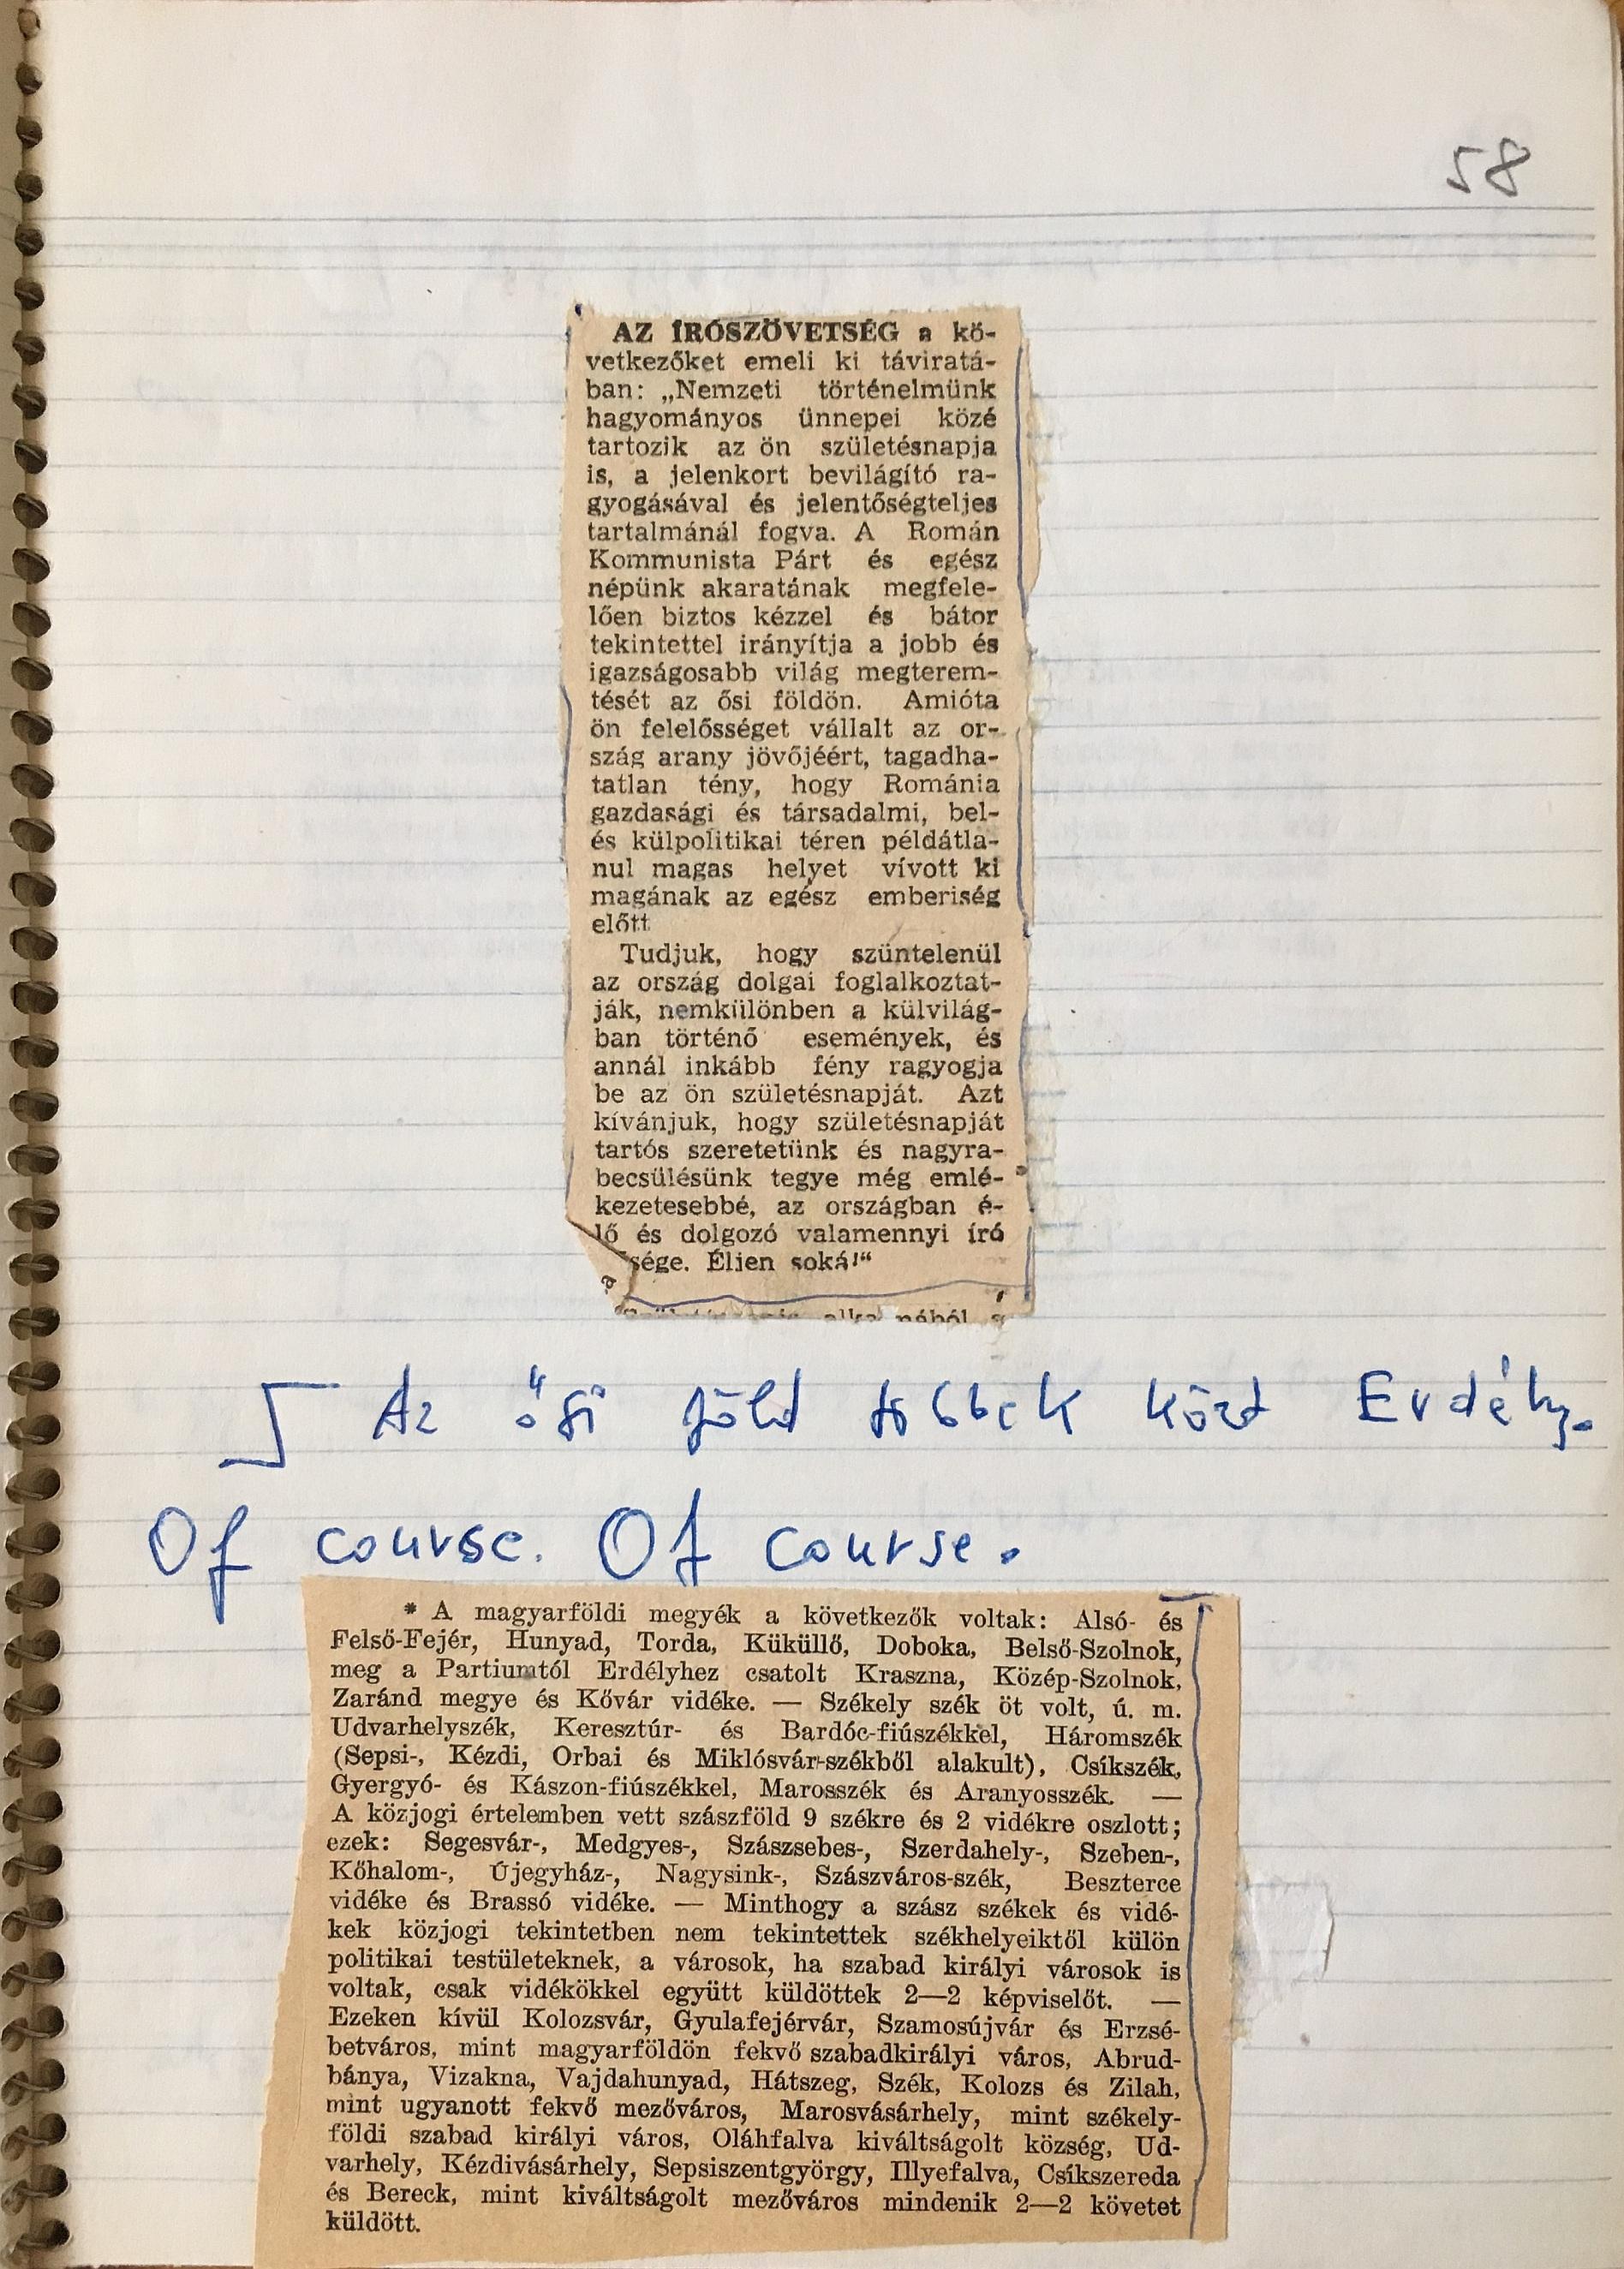 58
AZ ÍRÓSZÖVETSÉG a kö-
vetkezőket emeli ki táviratá-
ban: „Nemzeti történelmünk
hagyományos ünnepei közé
tartozik az ön születésnapja
is, a jelenkort bevilágító ra-
gyogásával és jelentőségteljes
tartalmánál fogva. A Román
Kommunista Párt és egész
népünk akaratának megfele-
lően biztos kézzel és bátor
tekintettel irányítja a jobb és
igazságosabb világ megterem-
tését az ősi földön. Amióta
ön felelősséget vállalt az or-
szág arany jövőjéért, tagadha-
tatlan tény, hogy Románia
gazdasági és társadalmi, bel-
és külpolitikai téren példátla-
nul magas helyet vívott ki
magának az egész emberiség
előtt
Tudjuk, hogy szüntelenül
az ország dolgai foglalkoztat-
ják, nemkülönben a külvilág-
ban történő események, és
annál inkább fény ragyogja
be az ön születésnapját. Azt
kívánjuk, hogy születésnapját
tartós szeretetünk és nagyra-
becsülésünk tegye még emlé-
kezetesebbé, az országban é-
lő és dolgozó valamennyi író
sége. Éljen soká!“
Az ősi föld többek közt Erdély.
Of course. Of course.
* A magyarföldi megyék a következők voltak: Alsó- és
Felső-Fejér, Hunyad, Torda, Küküllő, Doboka, Belső-Szolnok,
meg a Partiumtól Erdélyhez csatolt Kraszna, Közép-Szolnok,
Zaránd megye és Kővár vidéke. — Székely szék öt volt, ú. m.
Udvarhelyszék, Keresztúr- és Bardóc-fiúszékkel, Háromszék
(Sepsi-, Kézdi, Orbai és Miklósvár-székből alakult), Csíkszék,
Gyergyó- és Kászon-fiúszékkel, Marosszék és Aranyosszék. —
A közjogi értelemben vett szászföld 9 székre és 2 vidékre oszlott;
ezek: Segesvár-, Medgyes-, Szászsebes-, Szerdahely-, Szeben-,
Kőhalom-, Újegyház-, Nagysink-, Szászváros-szék, Beszterce
vidéke és Brassó vidéke. — Minthogy a szász székek és vidé-
kek közjogi tekintetben nem tekintettek székhelyeiktől külön
politikai testületeknek, a városok, ha szabad királyi városok is
voltak, csak vidékökkel együtt küldöttek 2—2 képviselőt. —
Ezeken kívül Kolozsvár, Gyulafejérvár, Szamosújvár és Erzsé-
betváros, mint magyarföldön fekvő szabadkirályi város, Abrud-
bánya, Vizakna, Vajdahunyad, Hátszeg, Szék, Kolozs és Zilah,
mint ugyanott fekvő mezőváros, Marosvásárhely, mint székely-
földi szabad királyi város, Oláhfalva kiváltságolt község, Ud-
varhely, Kézdivásárhely, Sepsiszentgyörgy, Illyefalva, Csíkszereda
és Bereck, mint kiváltságolt mezőváros mindenik 2—2 követet
küldött.